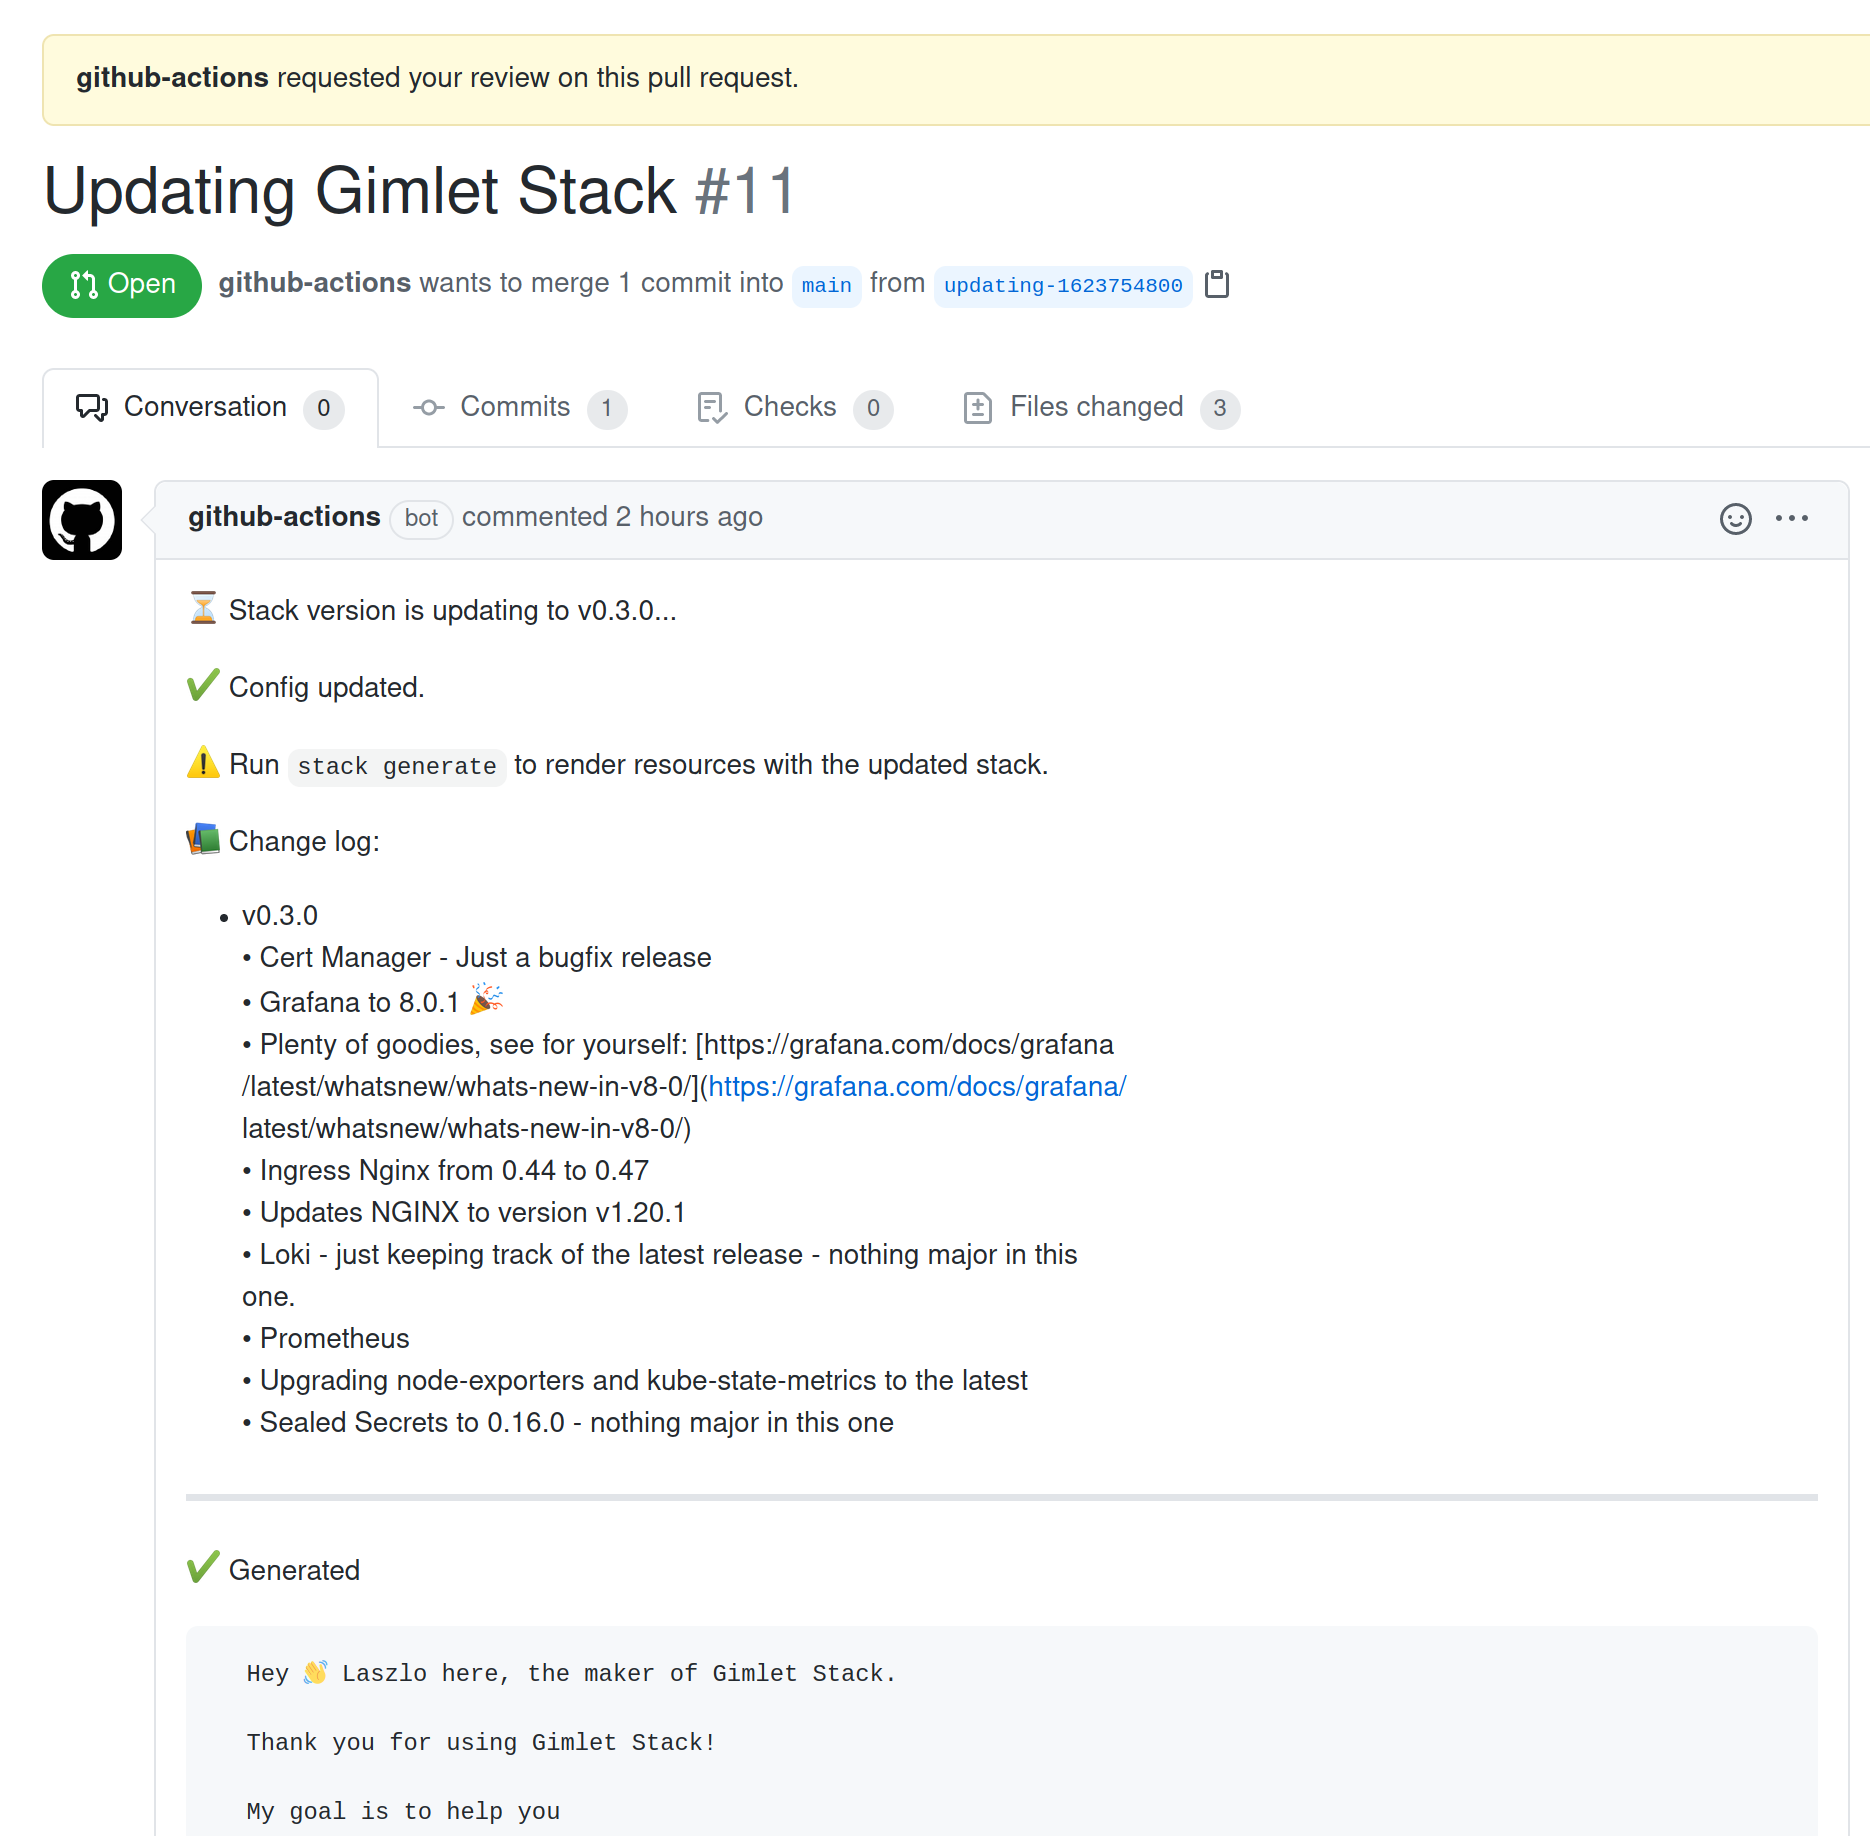 github-actions requested your review on this pull request.
Updating Gimlet Stack #11
Open github-actions wants to merge 1 commit into main from updating-1623754800
Conversation 0 Commits 1 Checks 0 Files changed 3
github-actions bot commented 2 hours ago
⏳ Stack version is updating to v0.3.0...
✔️ Config updated.
⚠️ Run stack generate to render resources with the updated stack.
📚 Change log:
• v0.3.0
• Cert Manager - Just a bugfix release
• Grafana to 8.0.1 🎉
• Plenty of goodies, see for yourself: [https://grafana.com/docs/grafana
/latest/whatsnew/whats-new-in-v8-0/](https://grafana.com/docs/grafana/
latest/whatsnew/whats-new-in-v8-0/)
• Ingress Nginx from 0.44 to 0.47
• Updates NGINX to version v1.20.1
• Loki - just keeping track of the latest release - nothing major in this
one.
• Prometheus
• Upgrading node-exporters and kube-state-metrics to the latest
• Sealed Secrets to 0.16.0 - nothing major in this one
✔️ Generated
Hey 👋 Laszlo here, the maker of Gimlet Stack.
Thank you for using Gimlet Stack!
My goal is to help you